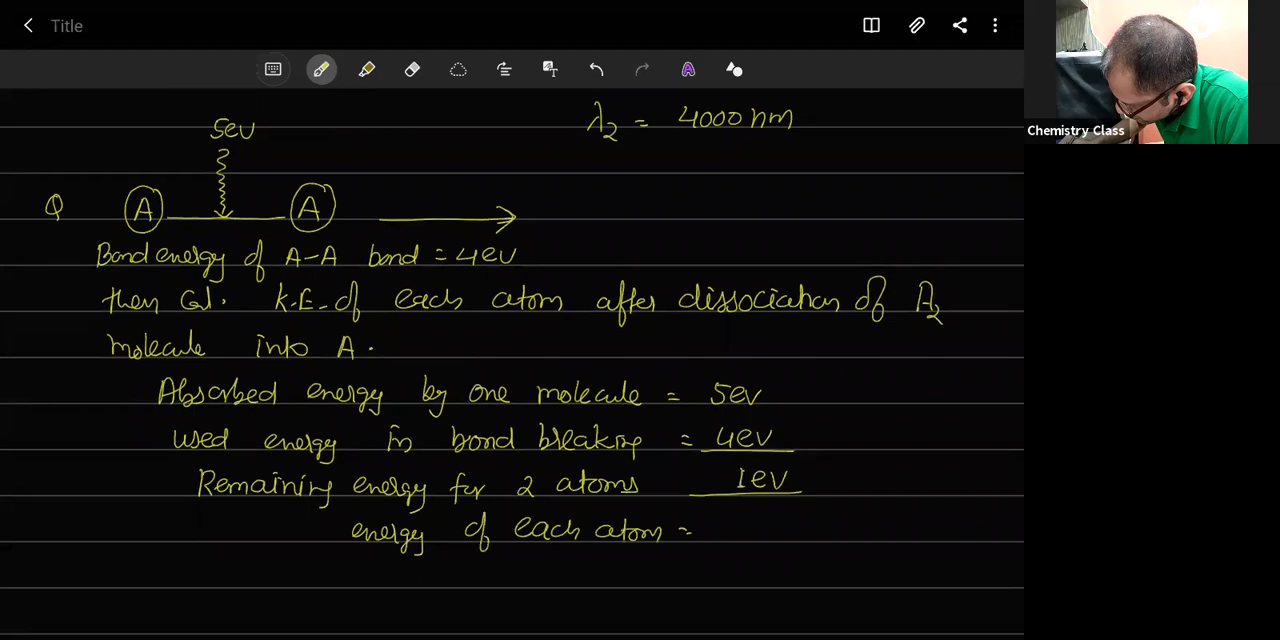 Title
λ₂ = 4000 nm
5ev
Q A A
Bond energy of A-A bond = 4ev
then Cal. K.E. of each atom after dissociation of A₂
molecule into A.
Absorbed energy by one molecule = 5ev
used energy in bond breaking = 4ev
Remaining energy for 2 atoms 1ev
energy of each atom =
Chemistry Class